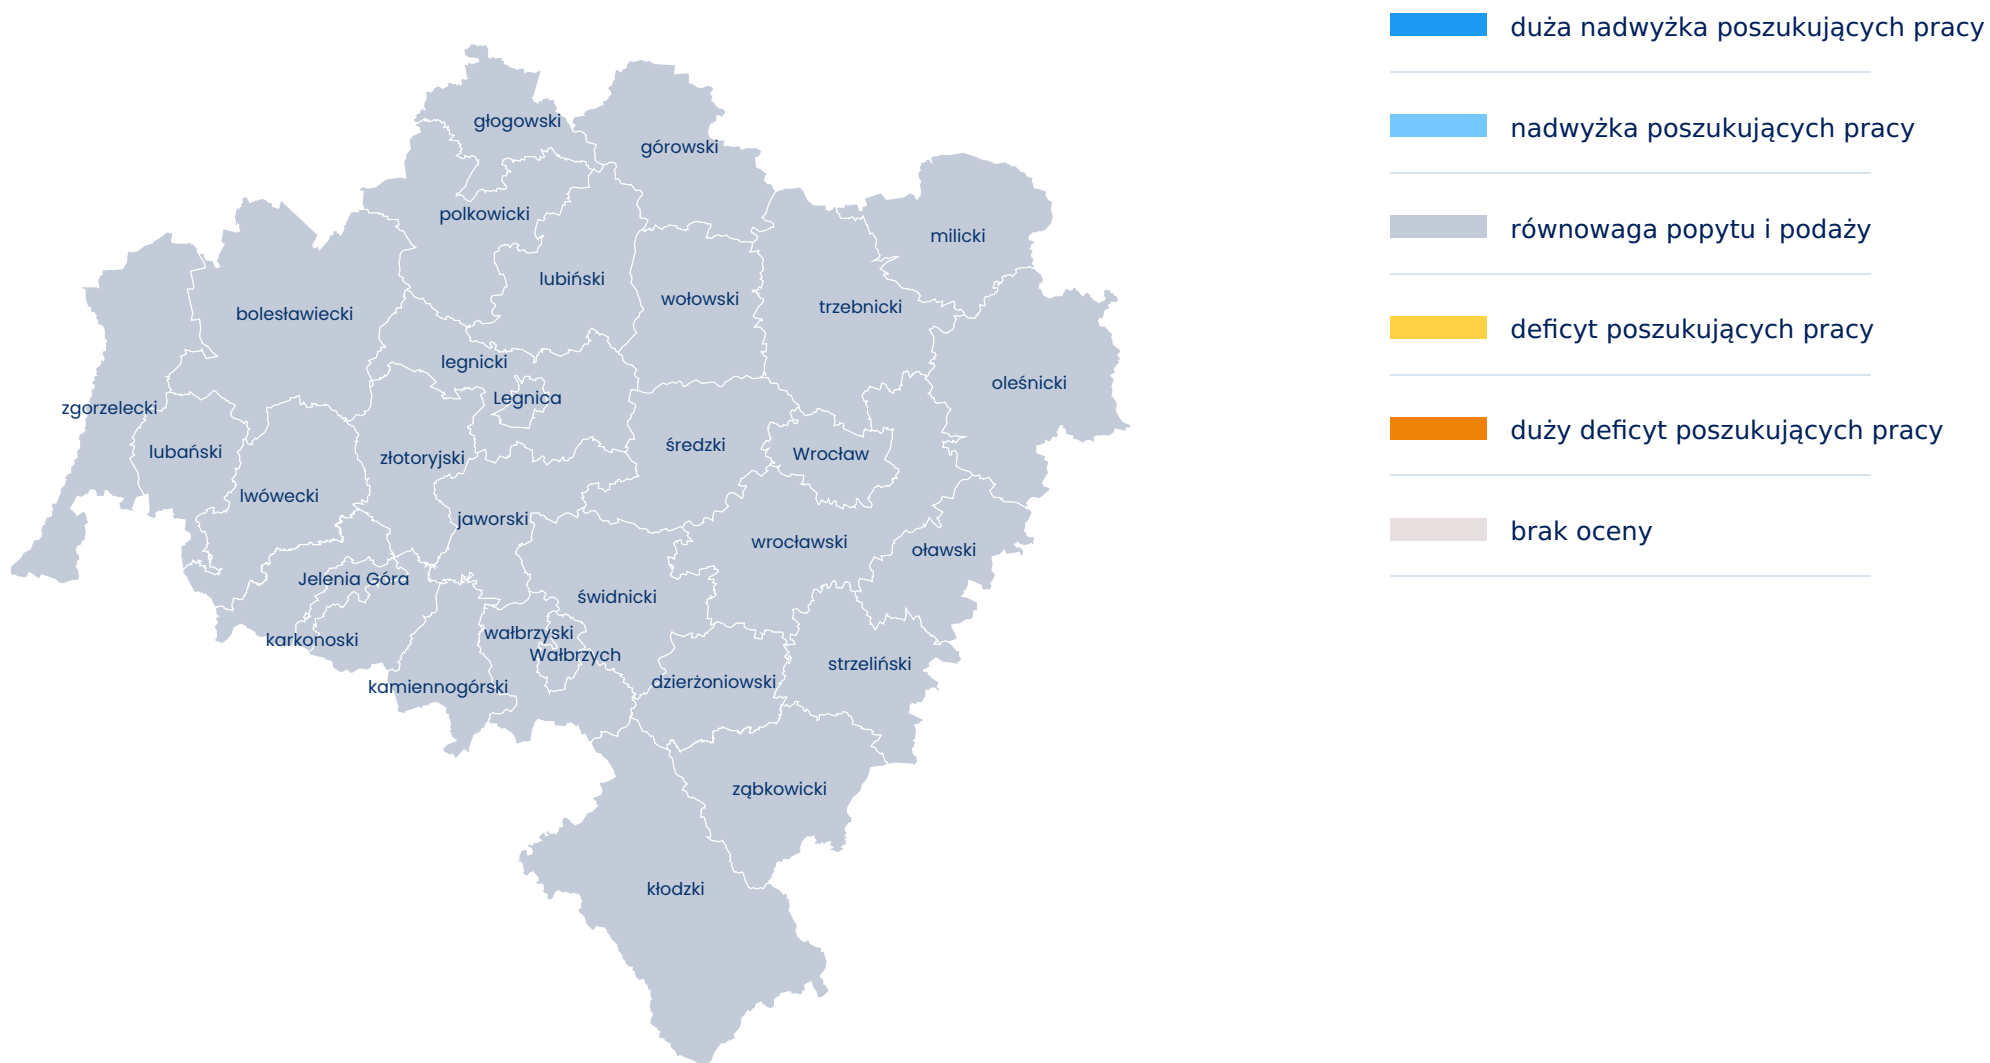 duża nadwyżka poszukujących pracy
nadwyżka poszukujących pracy
równowaga popytu i podaży
deficyt poszukujących pracy
duży deficyt poszukujących pracy
brak oceny
głogowski
górowski
polkowicki
milicki
lubiński
wołowski
trzebnicki
bolesławiecki
legnicki
oleśnicki
Legnica
zgorzelecki
lubański
średzki
Wrocław
złotoryjski
lwówecki
jaworski
wrocławski
oławski
Jelenia Góra
świdnicki
karkonoski
wałbrzyski
Wałbrzych
strzeliński
kamiennogórski
dzierżoniowski
ząbkowicki
kłodzki